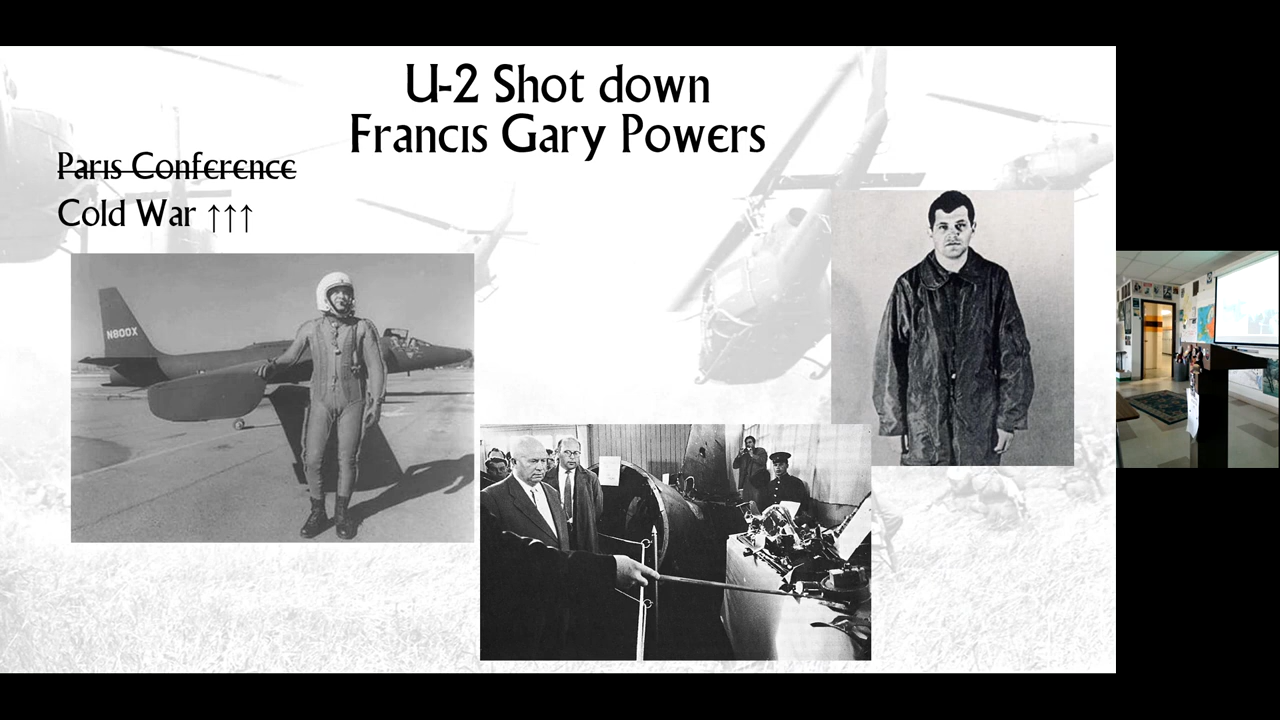 U-2 Shot down
Francis Gary Powers
Paris Conference
Cold War ↑↑↑
N800X